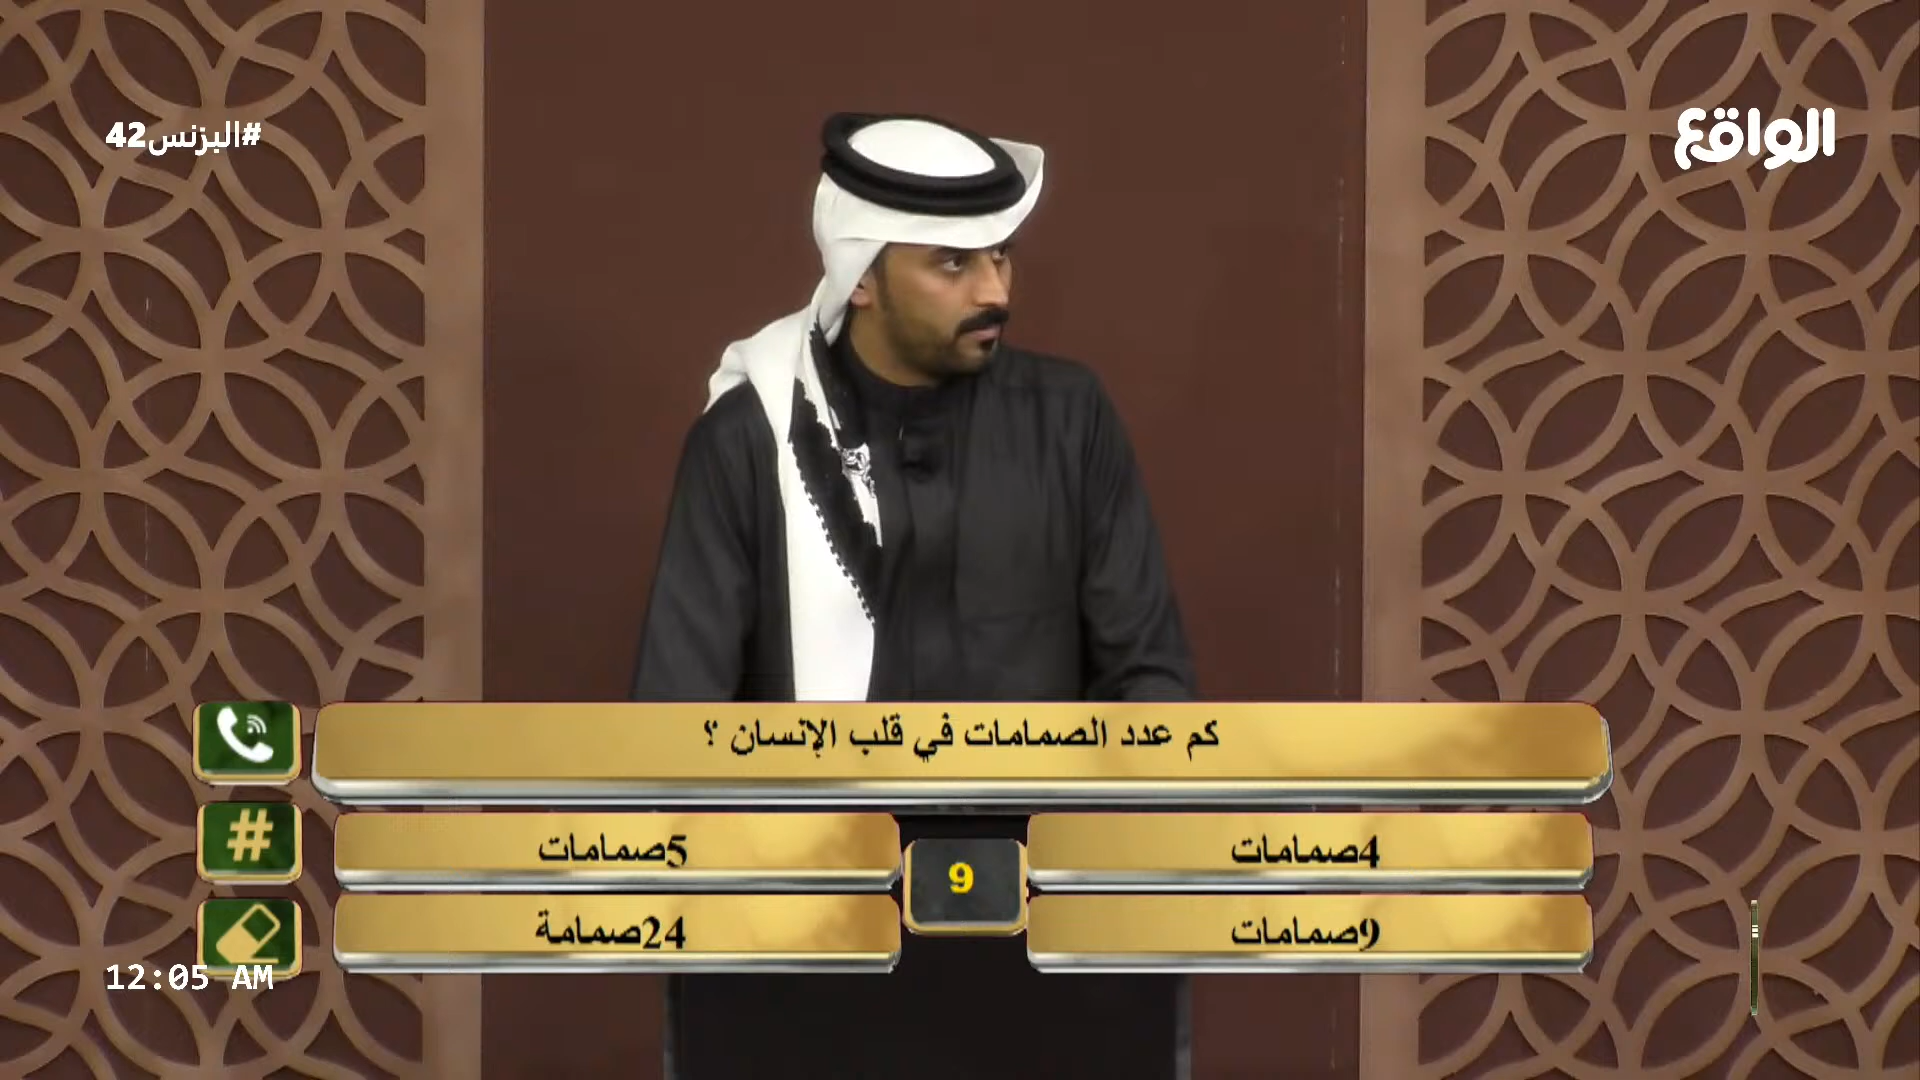 الواقع
#البزنس42
كم عدد الصمامات في قلب الإنسان ؟
4صمامات
5صمامات
9
9صمامات
24صمامة
#
12:05 AM